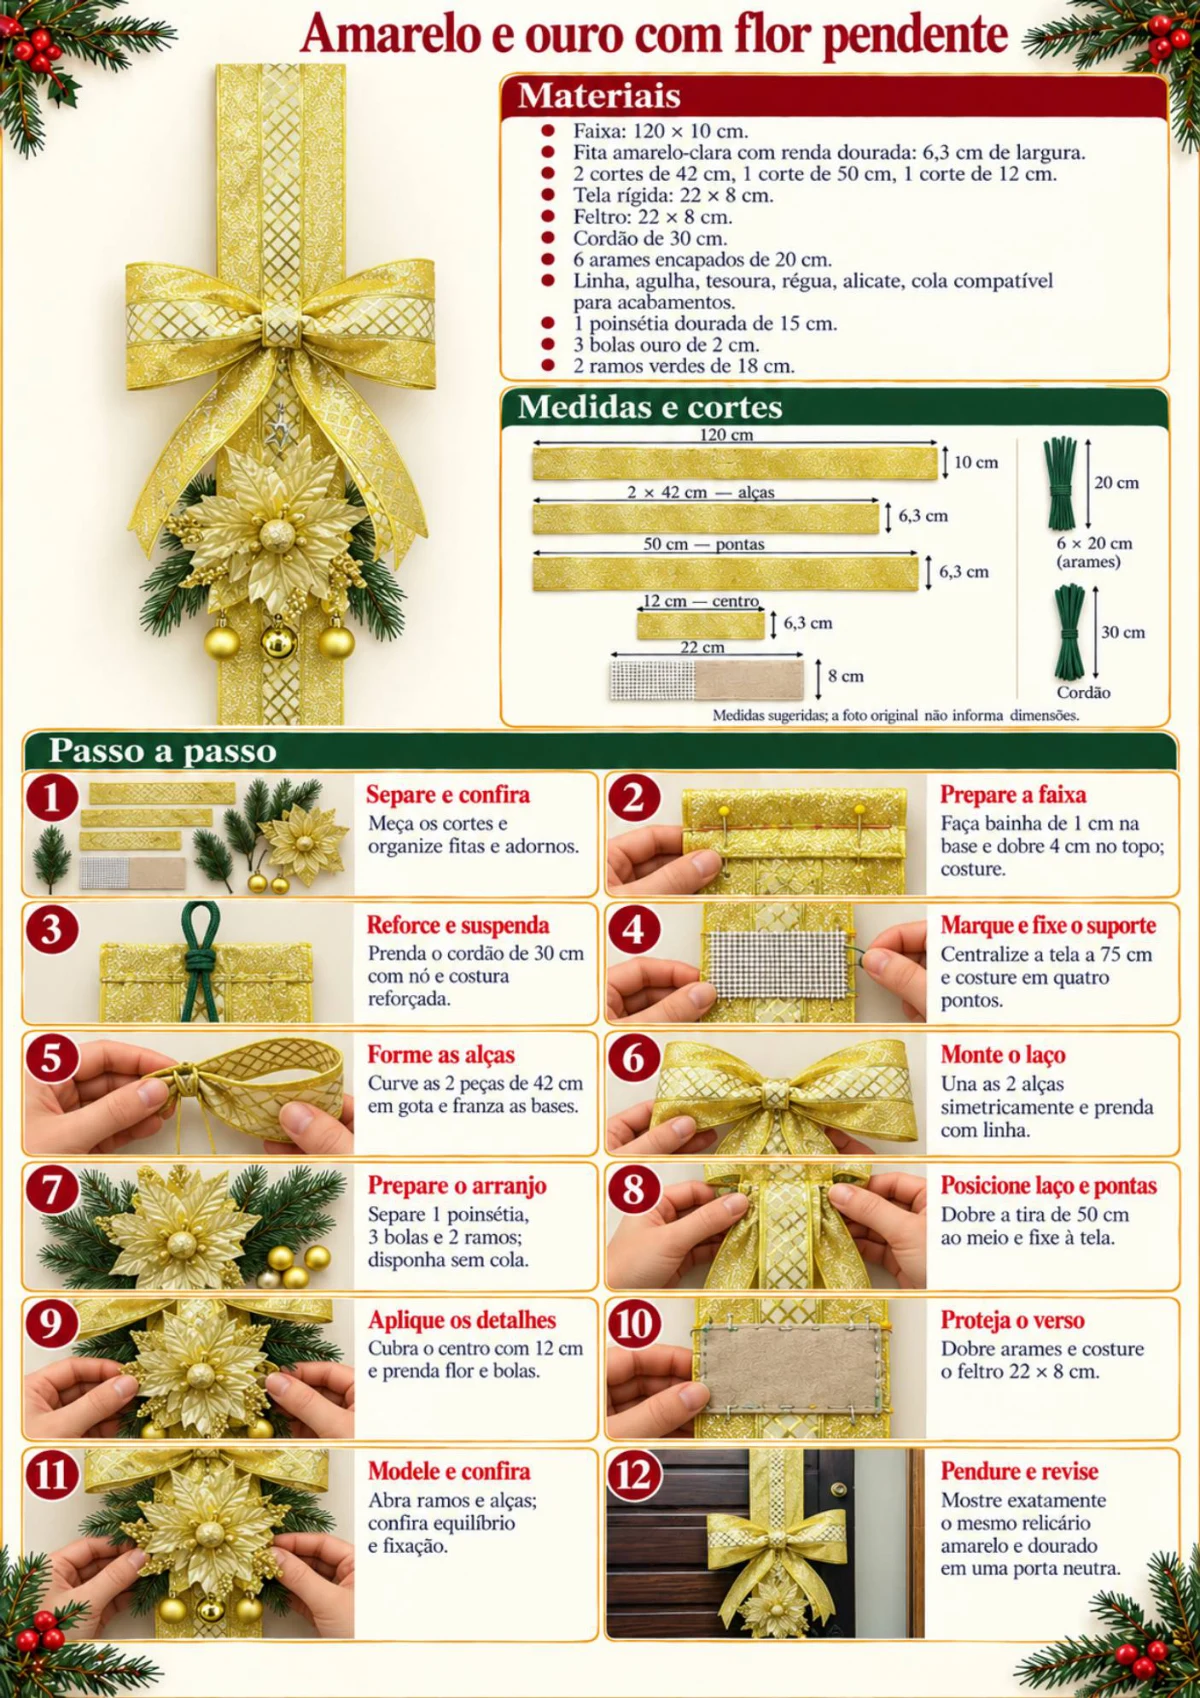 Amarelo e ouro com flor pendente
Materiais
Faixa: 120 × 10 cm.
Fita amarelo-clara com renda dourada: 6,3 cm de largura.
2 cortes de 42 cm, 1 corte de 50 cm, 1 corte de 12 cm.
Tela rígida: 22 × 8 cm.
Feltro: 22 × 8 cm.
Cordão de 30 cm.
6 arames encapados de 20 cm.
Linha, agulha, tesoura, régua, alicate, cola compatível
para acabamentos.
1 poinsétia dourada de 15 cm.
3 bolas ouro de 2 cm.
2 ramos verdes de 18 cm.
Medidas e cortes
120 cm
10 cm
2 × 42 cm — alças
6,3 cm
50 cm — pontas
6,3 cm
12 cm — centro
6,3 cm
22 cm
8 cm
20 cm
6 × 20 cm
(arames)
30 cm
Cordão
Medidas sugeridas; a foto original não informa dimensões.
Passo a passo
1
Separe e confira
Meça os cortes e
organize fitas e adornos.
2
Prepare a faixa
Faça bainha de 1 cm na
base e dobre 4 cm no topo;
costure.
3
Reforce e suspenda
Prenda o cordão de 30 cm
com nó e costura
reforçada.
4
Marque e fixe o suporte
Centralize a tela a 75 cm
e costure em quatro
pontos.
5
Forme as alças
Curve as 2 peças de 42 cm
em gota e franza as bases.
6
Monte o laço
Una as 2 alças
simetricamente e prenda
com linha.
7
Prepare o arranjo
Separe 1 poinsétia,
3 bolas e 2 ramos;
disponha sem cola.
8
Posicione laço e pontas
Dobre a tira de 50 cm
ao meio e fixe à tela.
9
Aplique os detalhes
Cubra o centro com 12 cm
e prenda flor e bolas.
10
Proteja o verso
Dobre arames e costure
o feltro 22 × 8 cm.
11
Modele e confira
Abra ramos e alças;
confira equilíbrio
e fixação.
12
Pendure e revise
Mostre exatamente
o mesmo relicário
amarelo e dourado
em uma porta neutra.